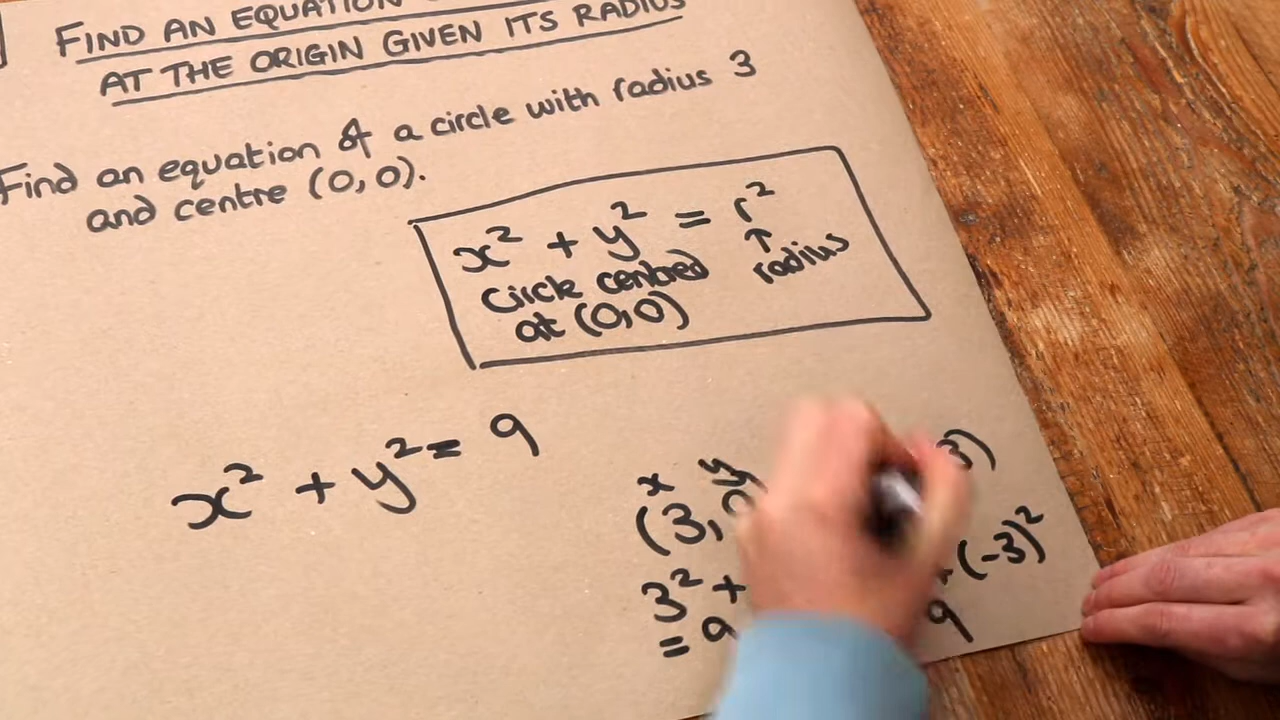 FIND AN EQUATION
AT THE ORIGIN GIVEN ITS RADIUS
Find an equation of a circle with radius 3
and centre (0,0).
x² + y² = r²
↑
circle centred radius
at (0,0)
x² + y² = 9
x y
(3, 0 3)
3² + (-3)²
= 9 9